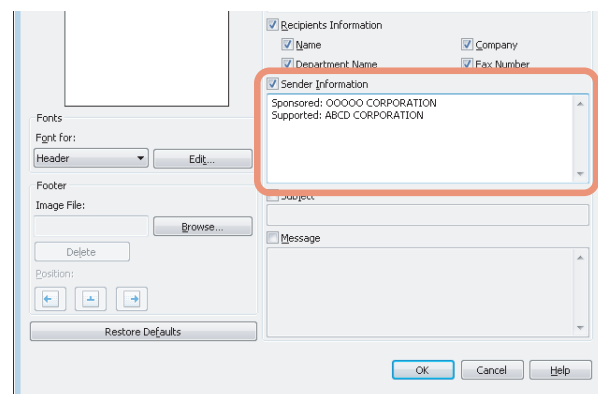 Recipients Information
Name
Company
Department Name
Fax Number
Sender Information
Sponsored: OOOOO CORPORATION
Supported: ABCD CORPORATION
Subject
Message
Fonts
Font for:
Header
Edit...
Footer
Image File:
Browse...
Delete
Position:
Restore Defaults
OK
Cancel
Help